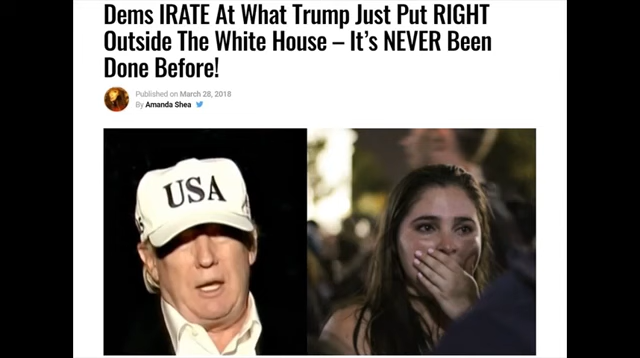 Dems IRATE At What Trump Just Put RIGHT
Outside The White House – It's NEVER Been
Done Before!
Published on March 28, 2018
By Amanda Shea
USA